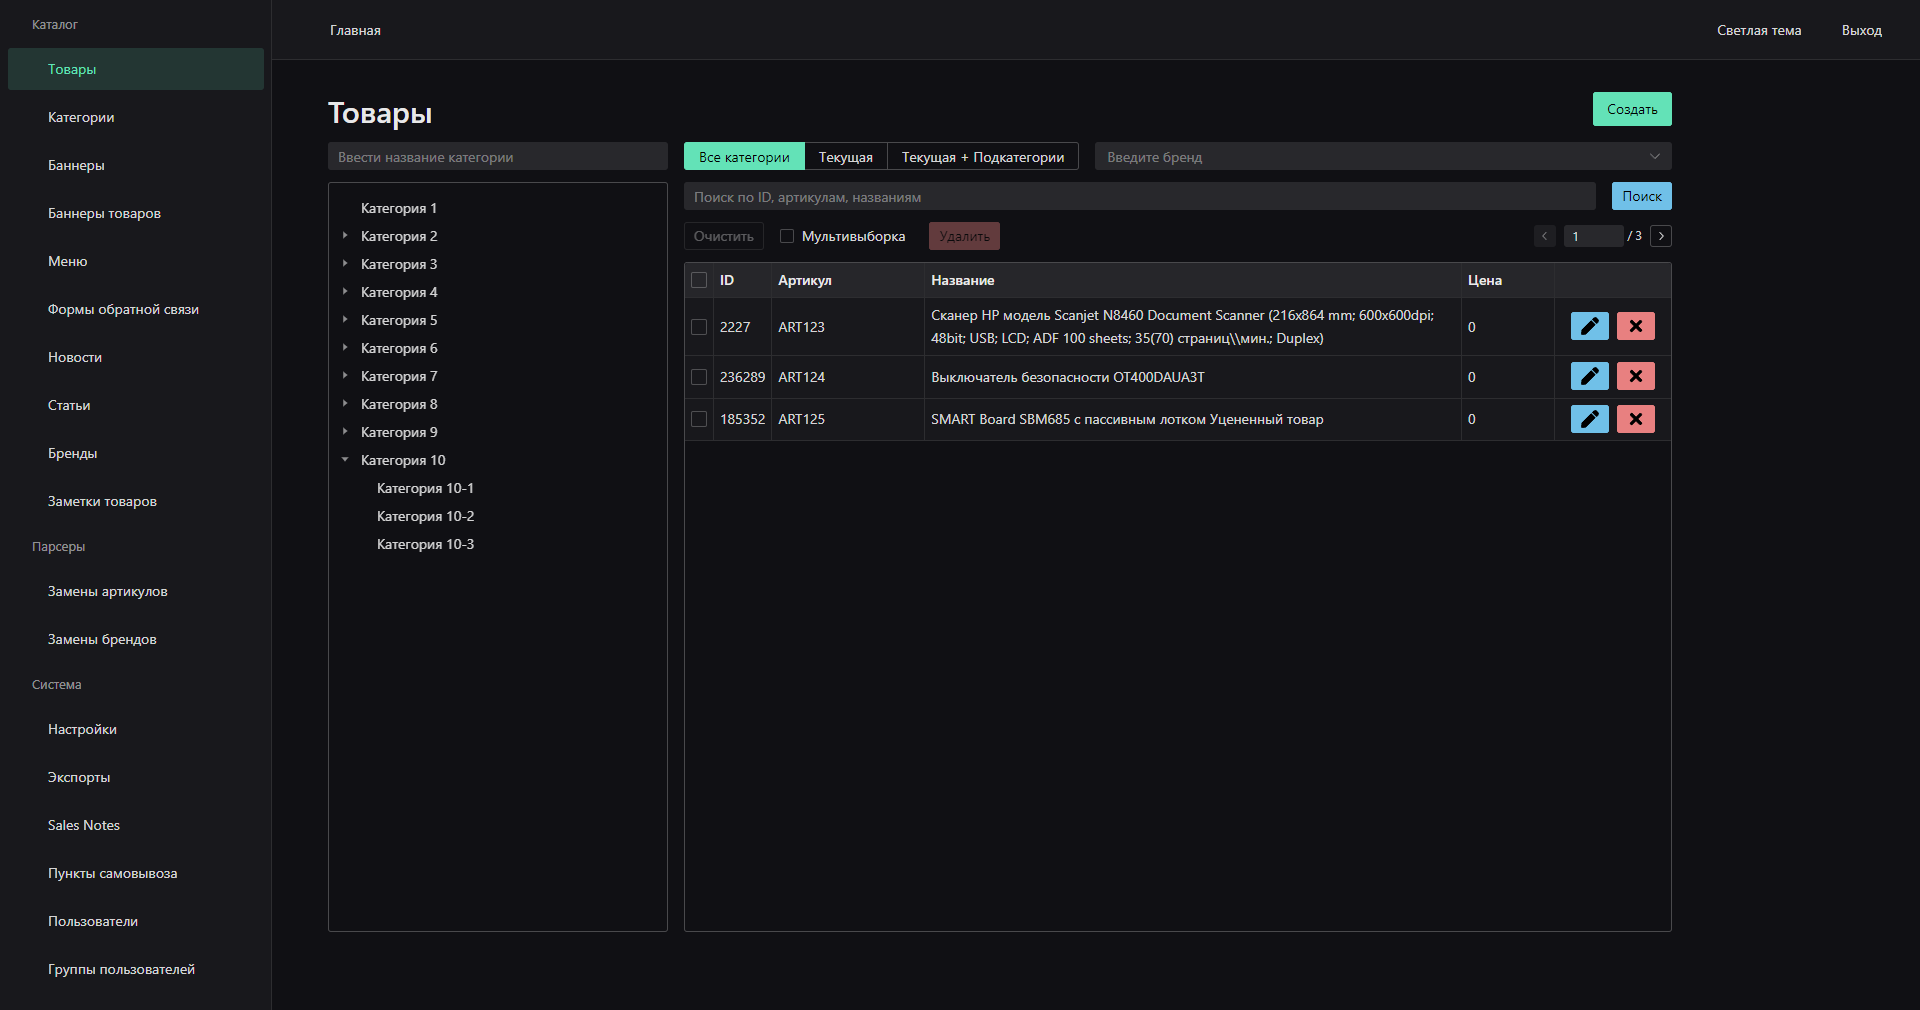 Каталог
Товары
Категории
Баннеры
Баннеры товаров
Меню
Формы обратной связи
Новости
Статьи
Бренды
Заметки товаров
Парсеры
Замены артикулов
Замены брендов
Система
Настройки
Экспорты
Sales Notes
Пункты самовывоза
Пользователи
Группы пользователей
Главная
Светлая тема
Выход
Товары
Создать
Ввести название категории
Все категории
Текущая
Текущая + Подкатегории
Введите бренд
Категория 1
Категория 2
Категория 3
Категория 4
Категория 5
Категория 6
Категория 7
Категория 8
Категория 9
Категория 10
Категория 10-1
Категория 10-2
Категория 10-3
Поиск по ID, артикулам, названиям
Поиск
Очистить
Мультивыборка
Удалить
1 / 3
ID Артикул Название Цена
2227 ART123 Сканер HP модель Scanjet N8460 Document Scanner (216x864 mm; 600x600dpi; 0
48bit; USB; LCD; ADF 100 sheets; 35(70) страниц\\мин.; Duplex)
236289 ART124 Выключатель безопасности OT400DAUA3T 0
185352 ART125 SMART Board SBM685 с пассивным лотком Уцененный товар 0